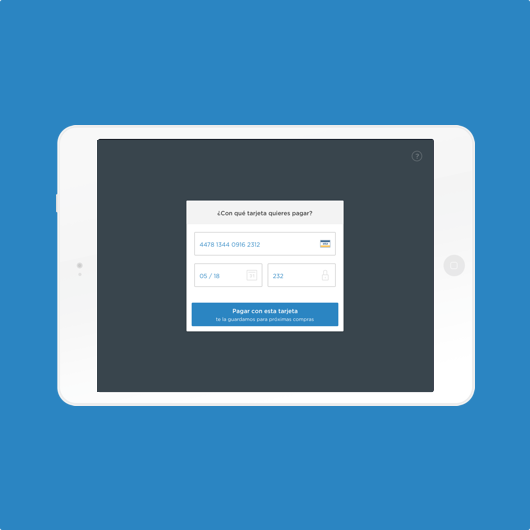 ?
¿Con qué tarjeta quieres pagar?
4478 1344 0916 2312
05 / 18
232
Pagar con esta tarjeta
te la guardamos para próximas compras